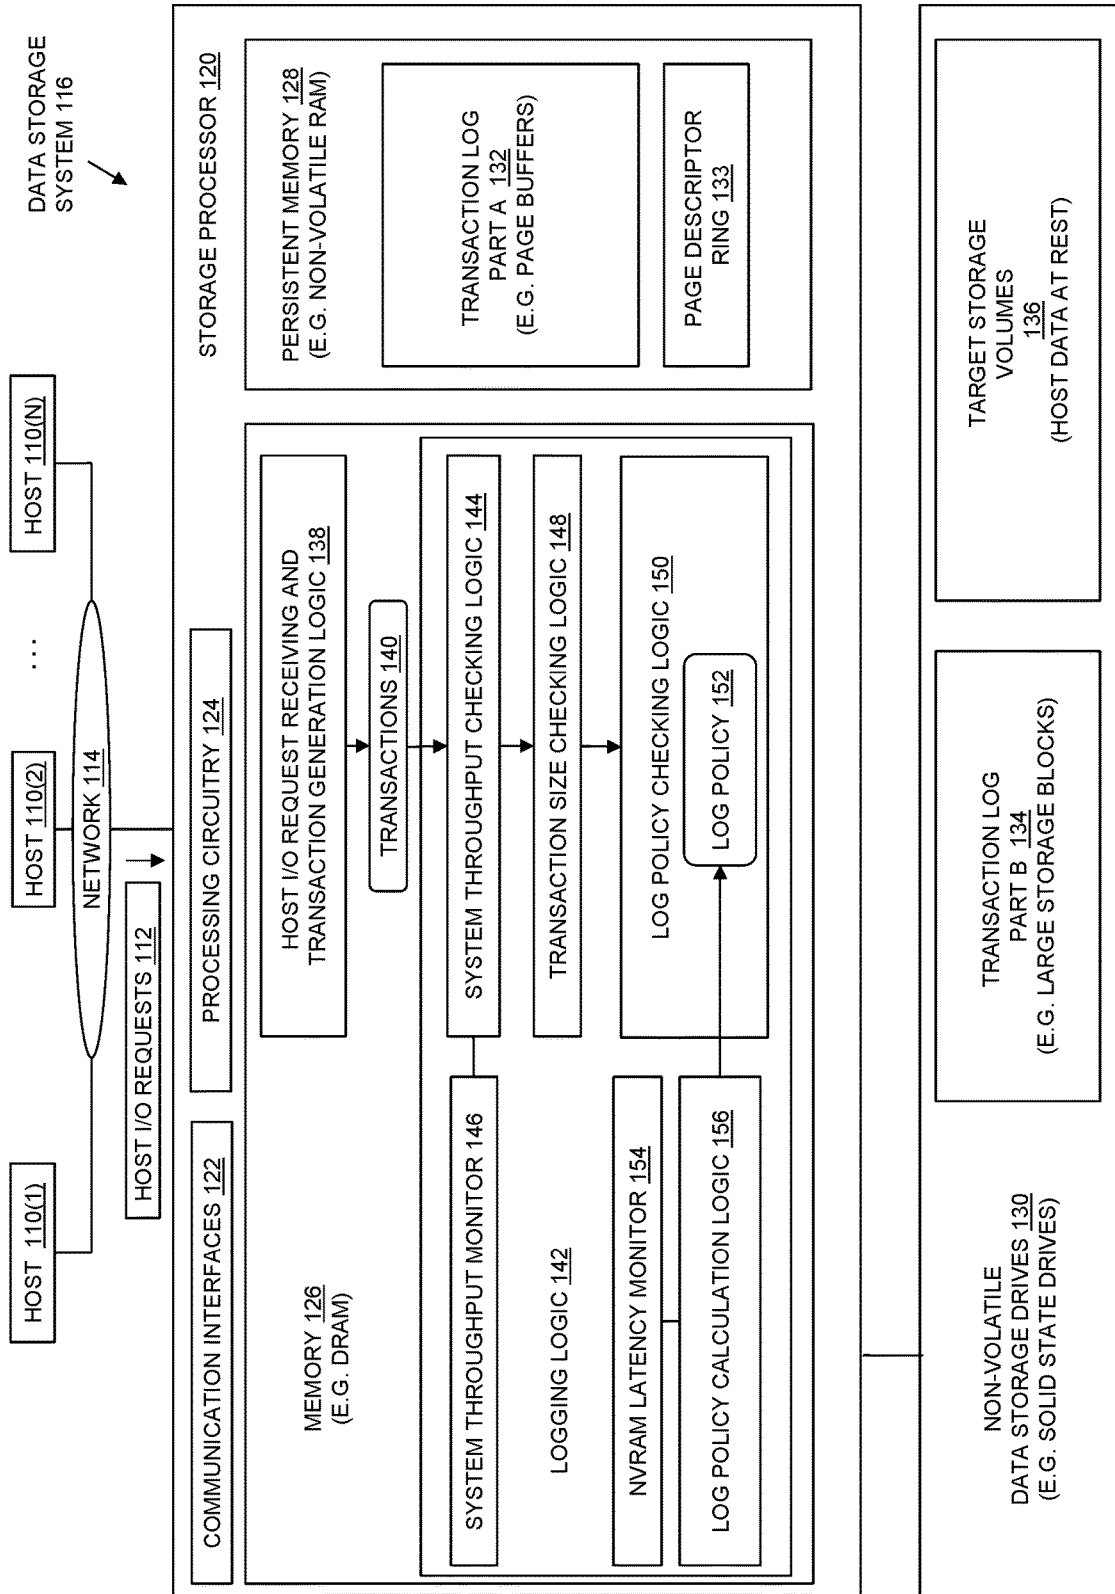 DATA STORAGE
SYSTEM 116
HOST 110(1)
HOST 110(2)
...
HOST 110(N)
NETWORK 114
HOST I/O REQUESTS 112
STORAGE PROCESSOR 120
COMMUNICATION INTERFACES 122
PROCESSING CIRCUITRY 124
MEMORY 126
(E.G. DRAM)
HOST I/O REQUEST RECEIVING AND
TRANSACTION GENERATION LOGIC 138
TRANSACTIONS 140
LOGGING LOGIC 142
SYSTEM THROUGHPUT MONITOR 146
SYSTEM THROUGHPUT CHECKING LOGIC 144
TRANSACTION SIZE CHECKING LOGIC 148
NVRAM LATENCY MONITOR 154
LOG POLICY CALCULATION LOGIC 156
LOG POLICY CHECKING LOGIC 150
LOG POLICY 152
PERSISTENT MEMORY 128
(E.G. NON-VOLATILE RAM)
TRANSACTION LOG
PART A 132
(E.G. PAGE BUFFERS)
PAGE DESCRIPTOR
RING 133
NON-VOLATILE
DATA STORAGE DRIVES 130
(E.G. SOLID STATE DRIVES)
TRANSACTION LOG
PART B 134
(E.G. LARGE STORAGE BLOCKS)
TARGET STORAGE
VOLUMES
136
(HOST DATA AT REST)